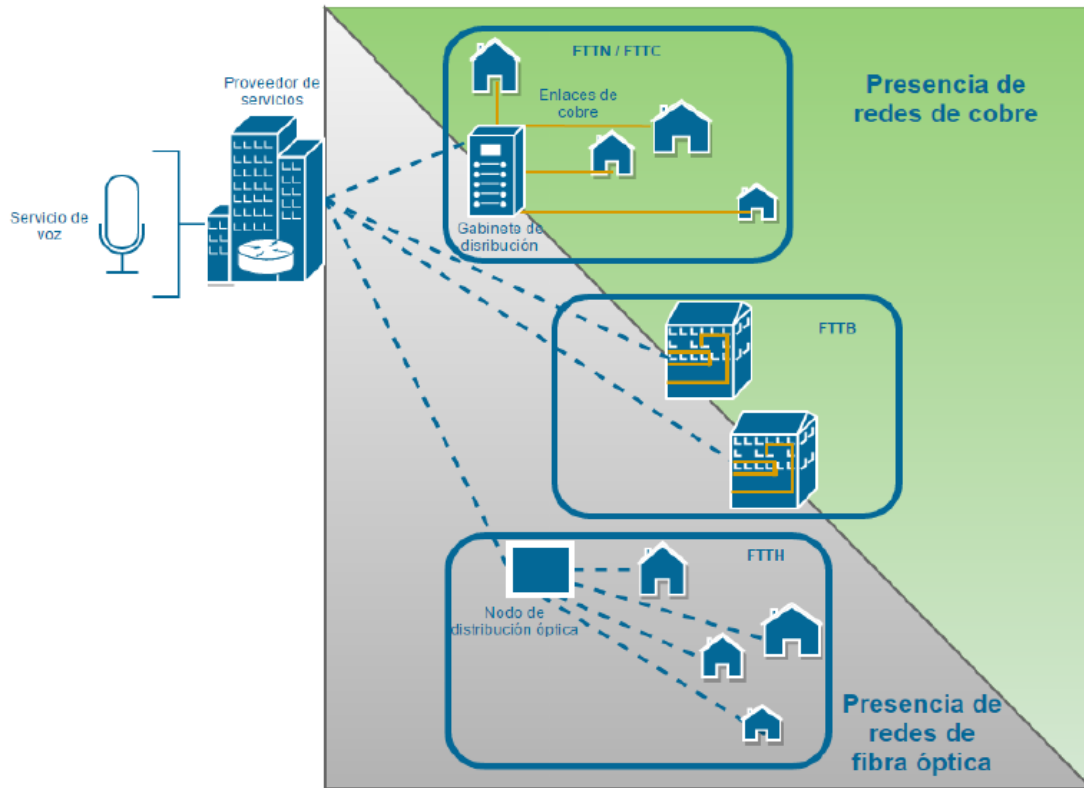 FTTN / FTTC
Proveedor de
servicios
Enlaces de
cobre
Presencia de
redes de cobre
Servicio de
voz
Gabinete de
disribución
FTTB
FTTH
Nodo de
distribución óptica
Presencia de
redes de
fibra óptica